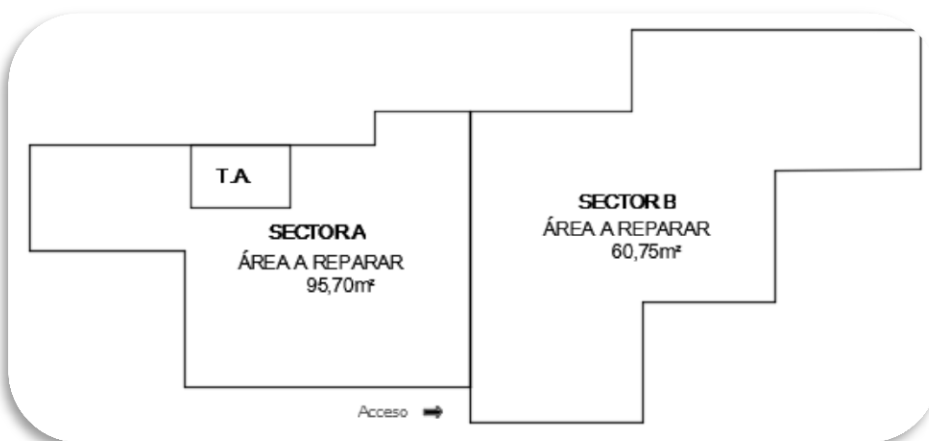 T.A.
SECTOR A
ÁREA A REPARAR
95,70m²
SECTOR B
ÁREA A REPARAR
60,75m²
Acceso